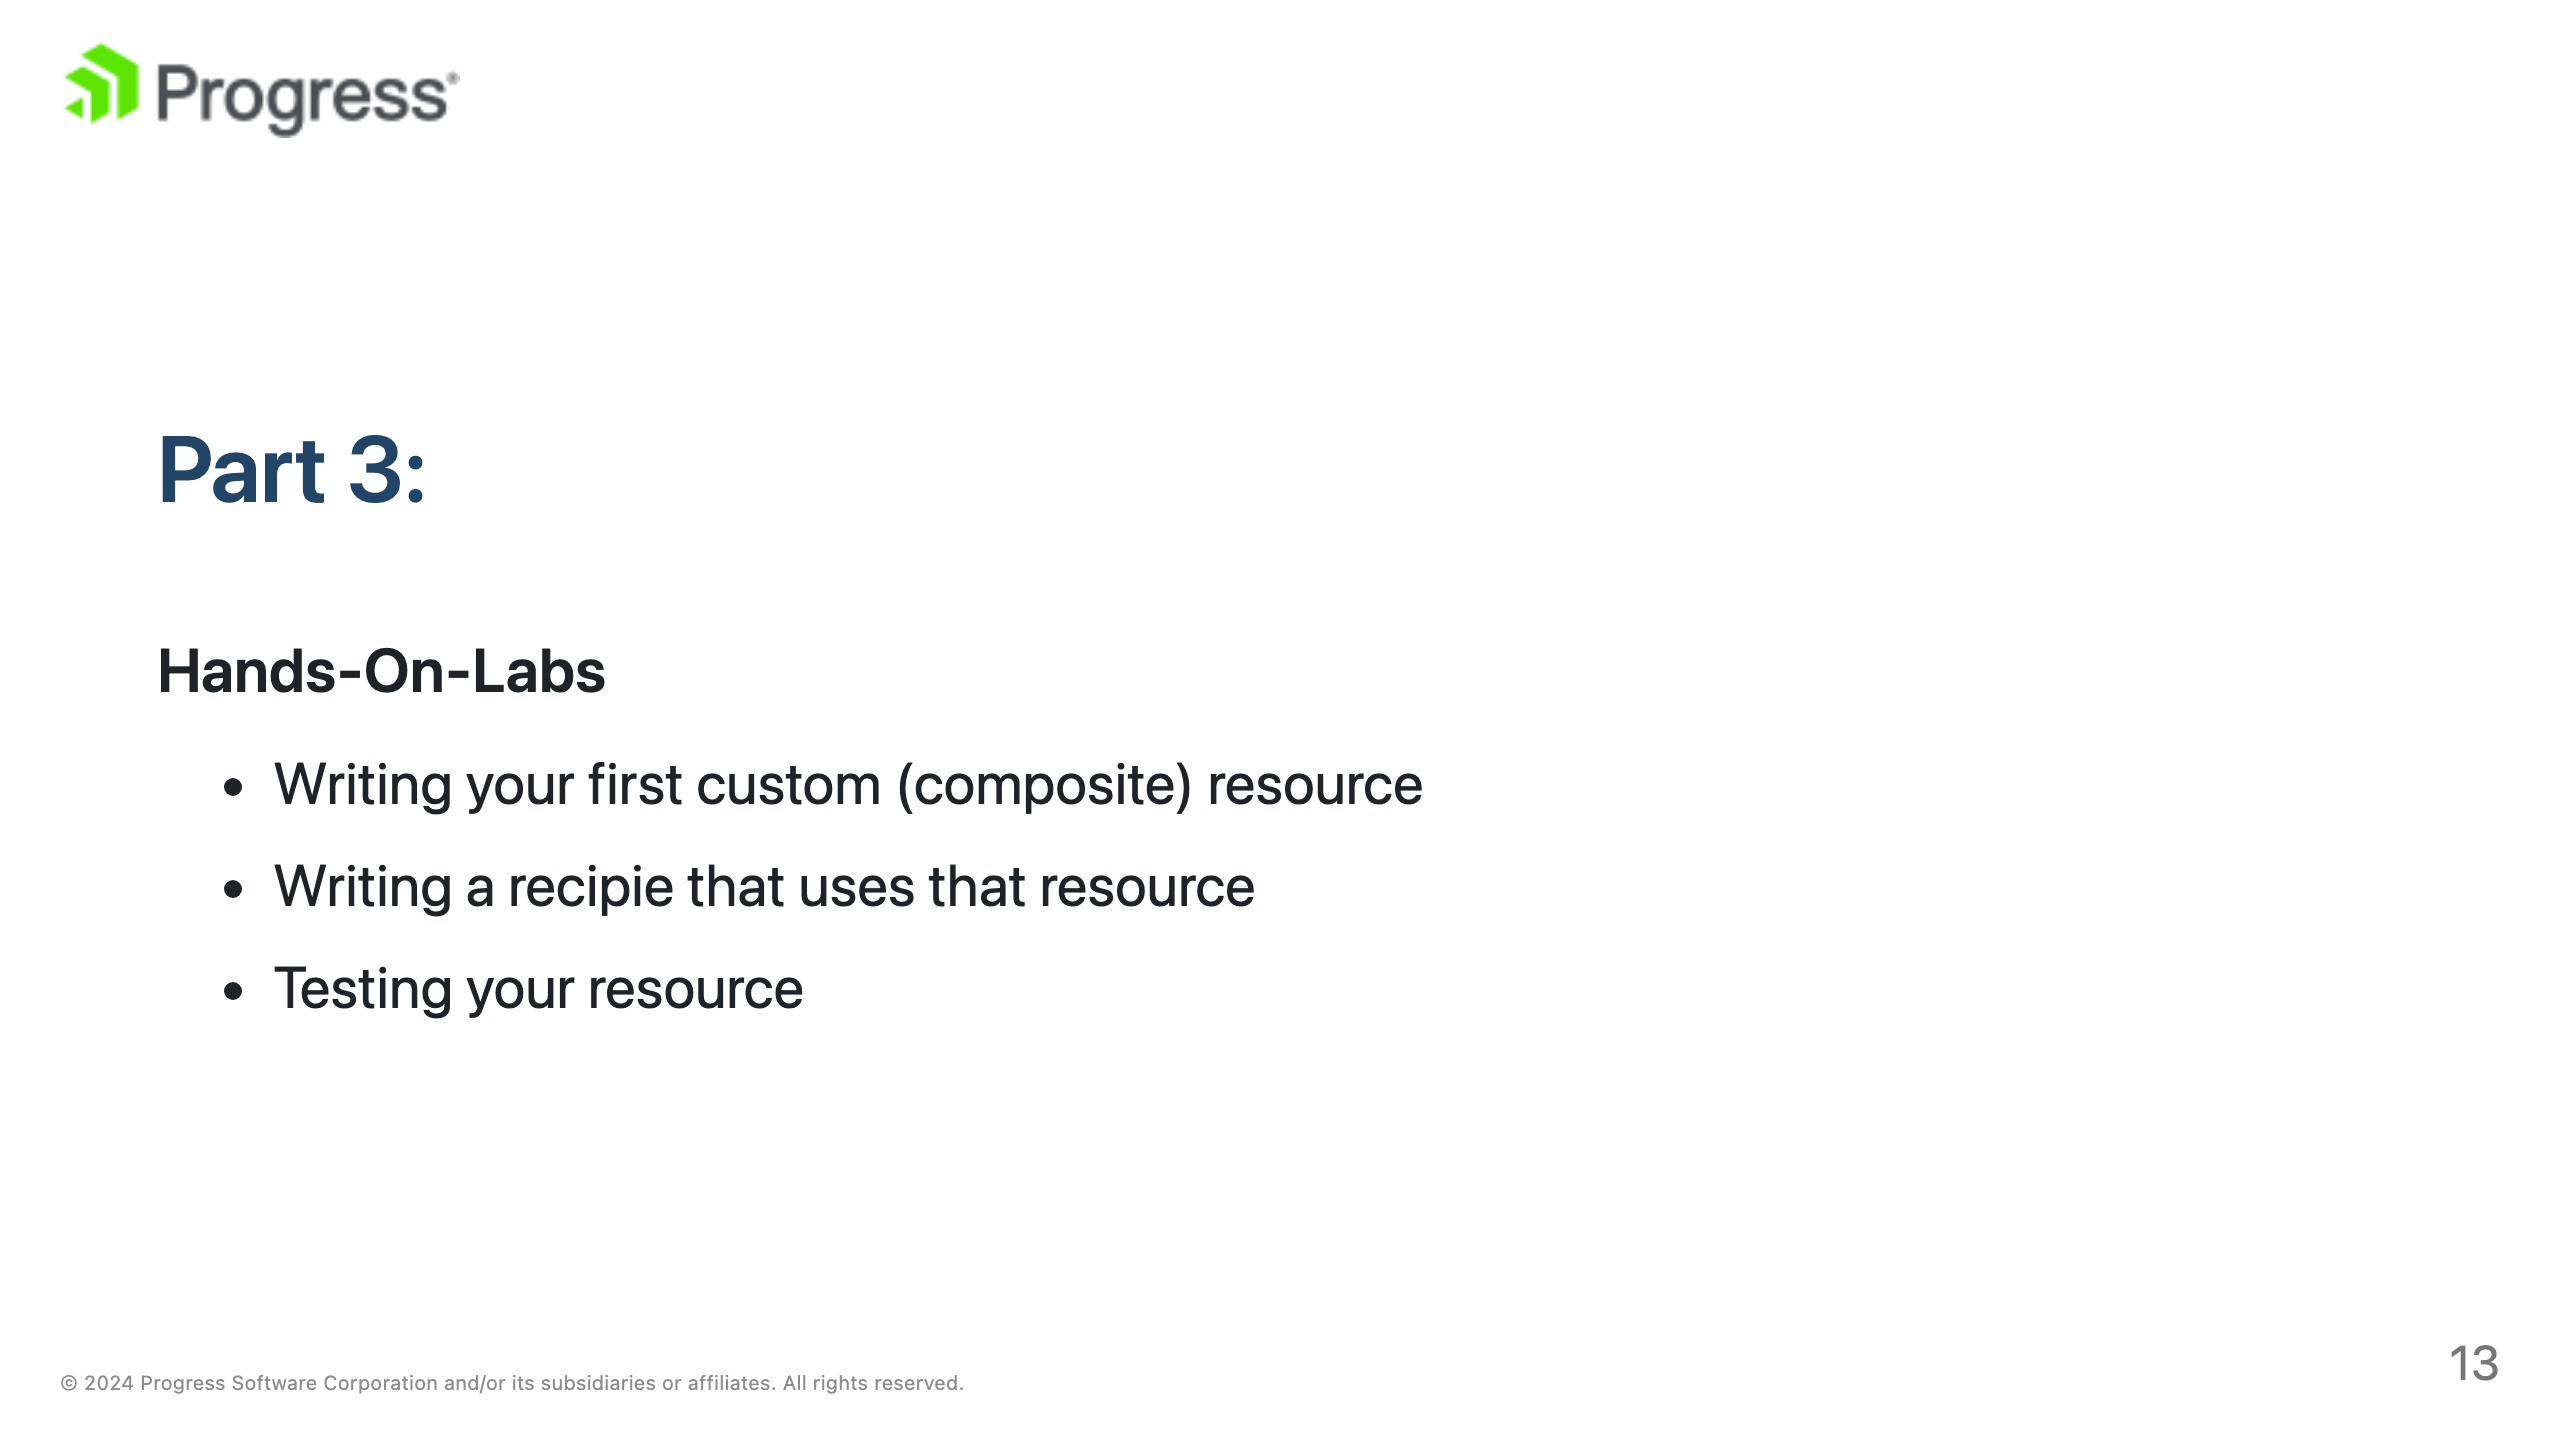 Progress®
Part 3:
Hands-On-Labs
• Writing your first custom (composite) resource
• Writing a recipie that uses that resource
• Testing your resource
© 2024 Progress Software Corporation and/or its subsidiaries or affiliates. All rights reserved.
13